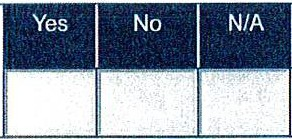 Yes No N/A